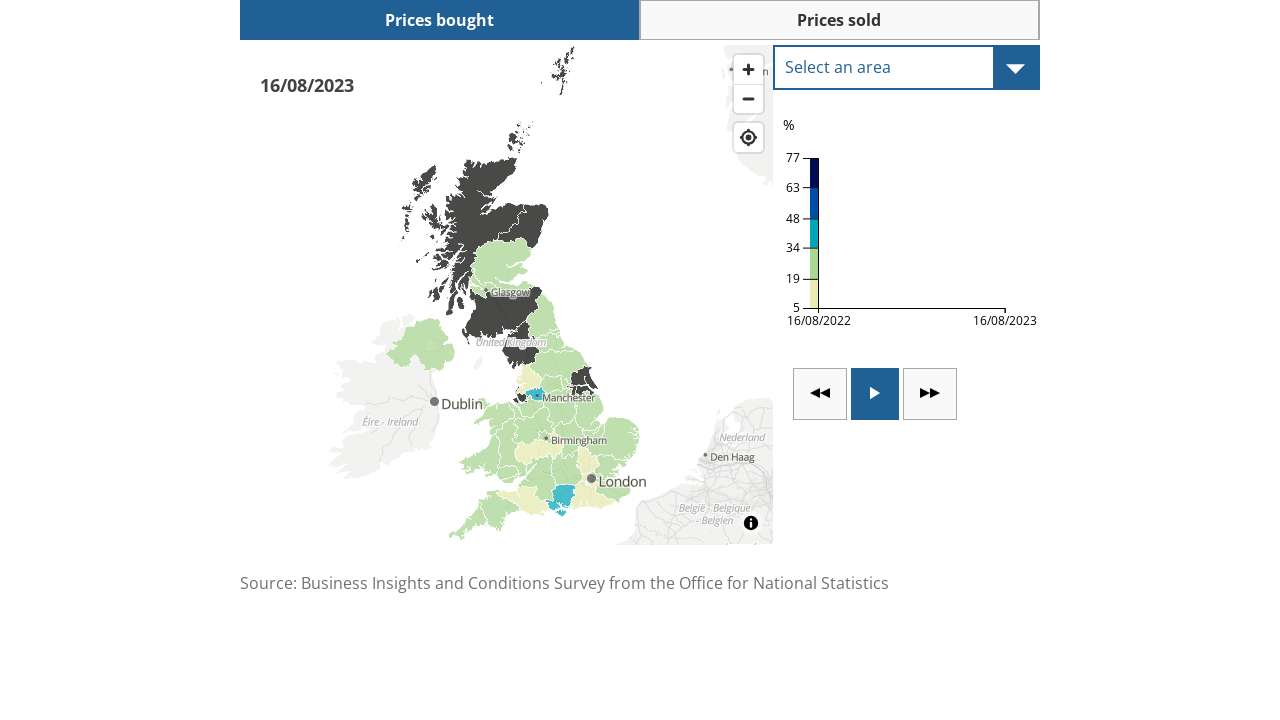 Prices bought
Prices sold
16/08/2023
Select an area
%
77
63
48
34
19
5
16/08/2022
16/08/2023
Glasgow
United Kingdom
Dublin
Éire - Ireland
Manchester
Birmingham
London
Nederland
Den Haag
België - Belgique
- Belgien
Source: Business Insights and Conditions Survey from the Office for National Statistics